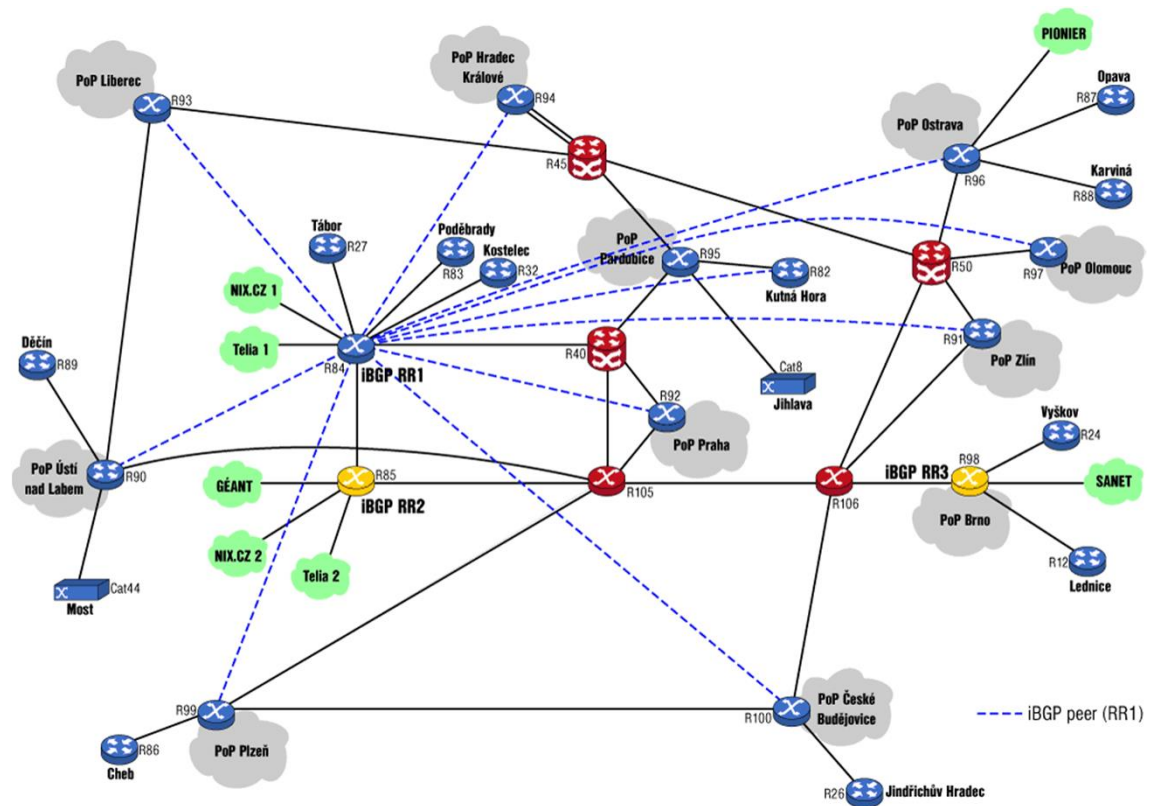 PIONIER
PoP Liberec
R93
PoP Hradec
Králové
R94
Opava
R87
PoP Ostrava
R96
Karviná
R88
R45
Tábor
R27
Poděbrady
R83
Kostelec
R32
PoP
Pardubice
R95
R82
Kutná Hora
R50
R97
PoP Olomouc
NIX.CZ 1
Telia 1
R84
iBGP RR1
R40
R91
PoP Zlín
Děčín
R89
Cat8
Jihlava
R92
PoP Praha
Vyškov
R24
PoP Ústí
nad Labem
R90
GÉANT
R85
iBGP RR2
R105
R106
iBGP RR3
R98
PoP Brno
SANET
NIX.CZ 2
Telia 2
R12
Lednice
Cat44
Most
R99
PoP Plzeň
R86
Cheb
R100
PoP České
Budějovice
iBGP peer (RR1)
R26
Jindřichův Hradec